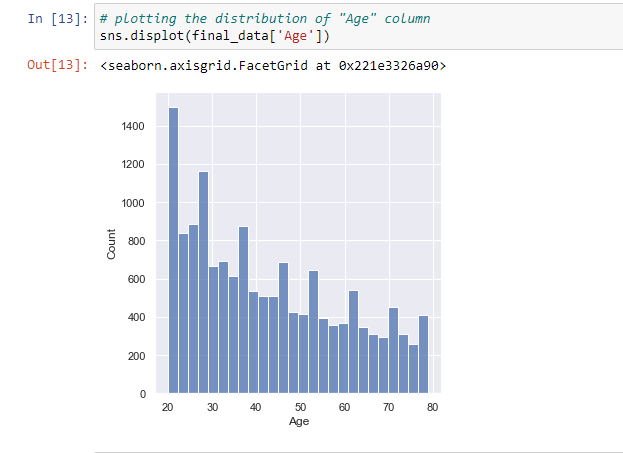 In [13]: # plotting the distribution of "Age" column
sns.displot(final_data['Age'])
Out[13]: <seaborn.axisgrid.FacetGrid at 0x221e3326a90>
1400
1200
1000
800
600
400
200
0
Count
20 30 40 50 60 70 80
Age